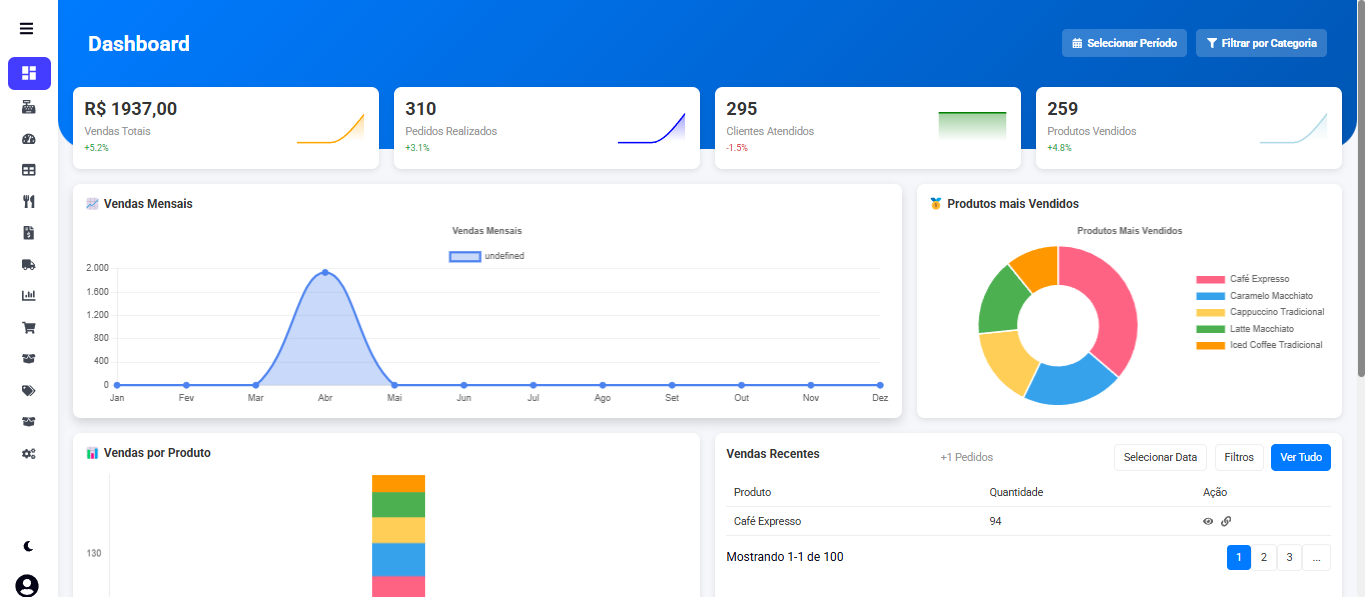 Dashboard
Selecionar Período
Filtrar por Categoria
R$ 1937,00
Vendas Totais
+5.2%
310
Pedidos Realizados
+3.1%
295
Clientes Atendidos
-1.5%
259
Produtos Vendidos
+4.8%
Vendas Mensais
Vendas Mensais
undefined
2.000
1.600
1.200
800
400
0
Jan Fev Mar Abr Mai Jun Jul Ago Set Out Nov Dez
Produtos mais Vendidos
Produtos Mais Vendidos
Café Expresso
Caramelo Macchiato
Cappuccino Tradicional
Latte Macchiato
Iced Coffee Tradicional
Vendas por Produto
130
Vendas Recentes
+1 Pedidos
Selecionar Data
Filtros
Ver Tudo
Produto Quantidade Ação
Café Expresso 94
Mostrando 1-1 de 100
1 2 3 ...